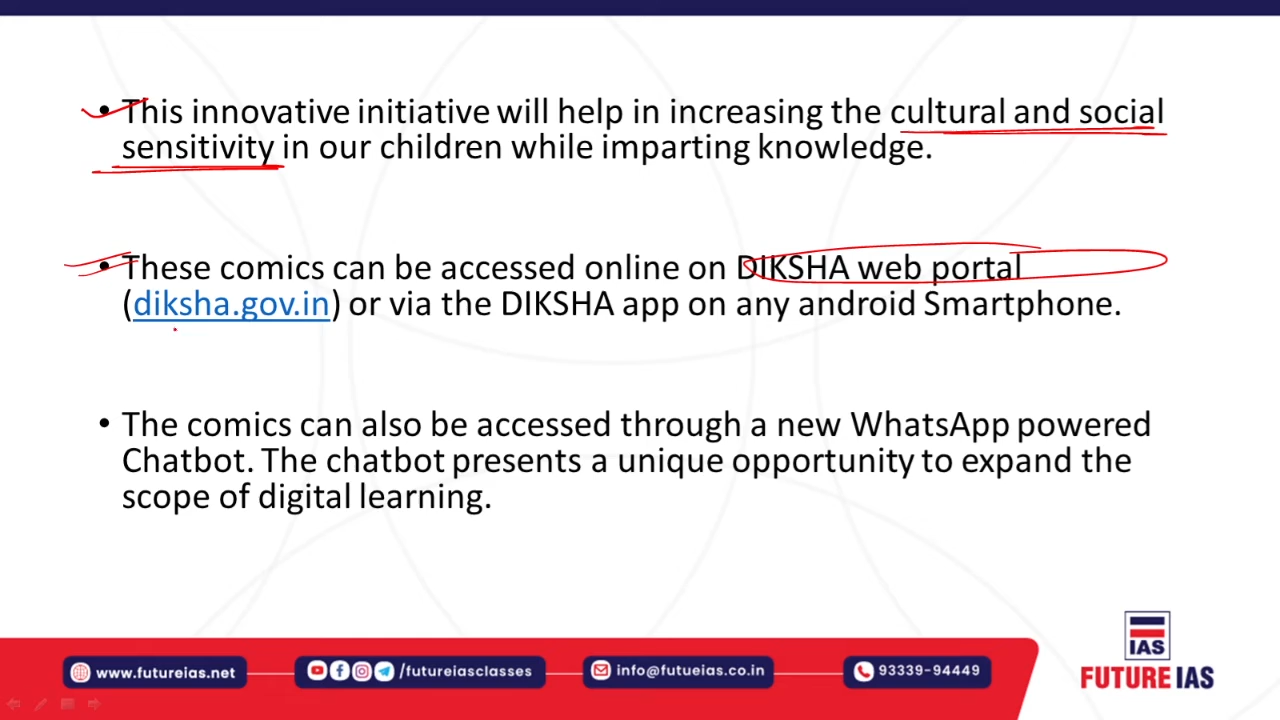 • This innovative initiative will help in increasing the cultural and social
sensitivity in our children while imparting knowledge.
• These comics can be accessed online on DIKSHA web portal
(diksha.gov.in) or via the DIKSHA app on any android Smartphone.
• The comics can also be accessed through a new WhatsApp powered
Chatbot. The chatbot presents a unique opportunity to expand the
scope of digital learning.
IAS
FUTURE IAS
www.futureias.net
/futureiasclasses
info@futueias.co.in
93339-94449